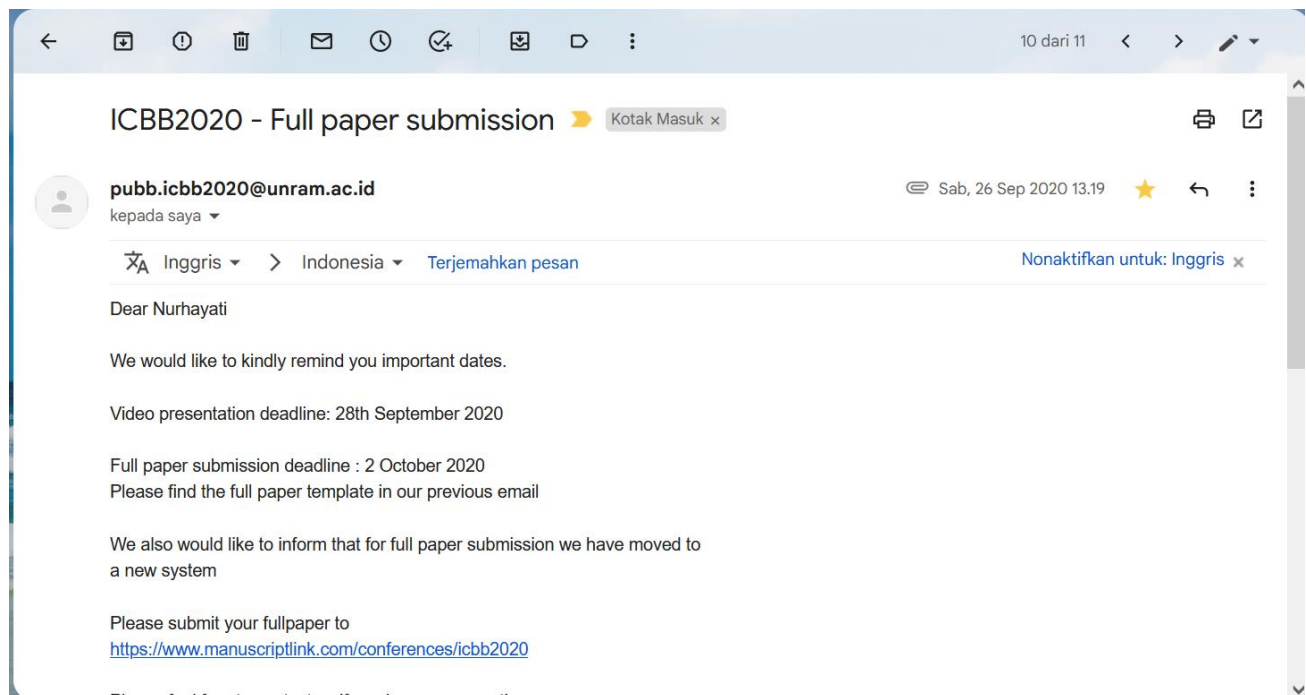 10 dari 11
ICBB2020 - Full paper submission Kotak Masuk ×
pubb.icbb2020@unram.ac.id Sab, 26 Sep 2020 13.19
kepada saya
Inggris > Indonesia Terjemahkan pesan Nonaktifkan untuk: Inggris ×
Dear Nurhayati
We would like to kindly remind you important dates.
Video presentation deadline: 28th September 2020
Full paper submission deadline : 2 October 2020
Please find the full paper template in our previous email
We also would like to inform that for full paper submission we have moved to
a new system
Please submit your fullpaper to
https://www.manuscriptlink.com/conferences/icbb2020